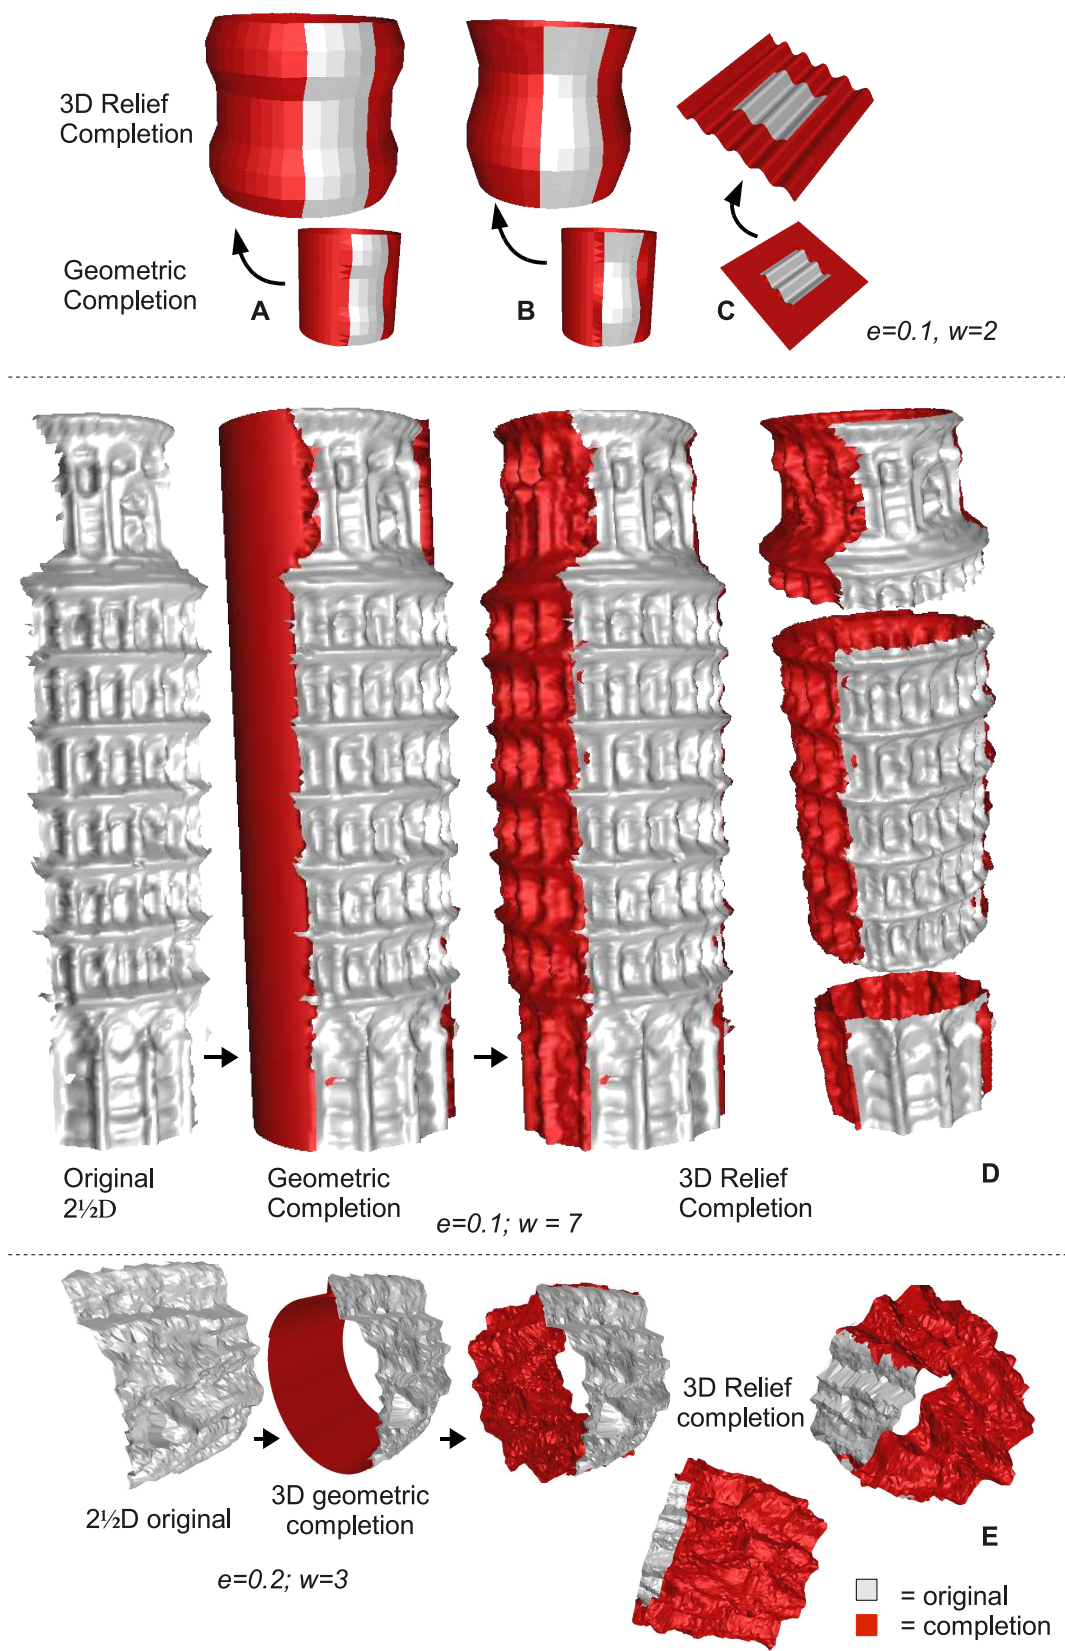 3D Relief
Completion
Geometric
Completion
A
B
C
e=0.1, w=2
Original
2½D
Geometric
Completion
3D Relief
Completion
D
e=0.1; w = 7
2½D original
3D geometric
completion
3D Relief
completion
E
e=0.2; w=3
= original
= completion